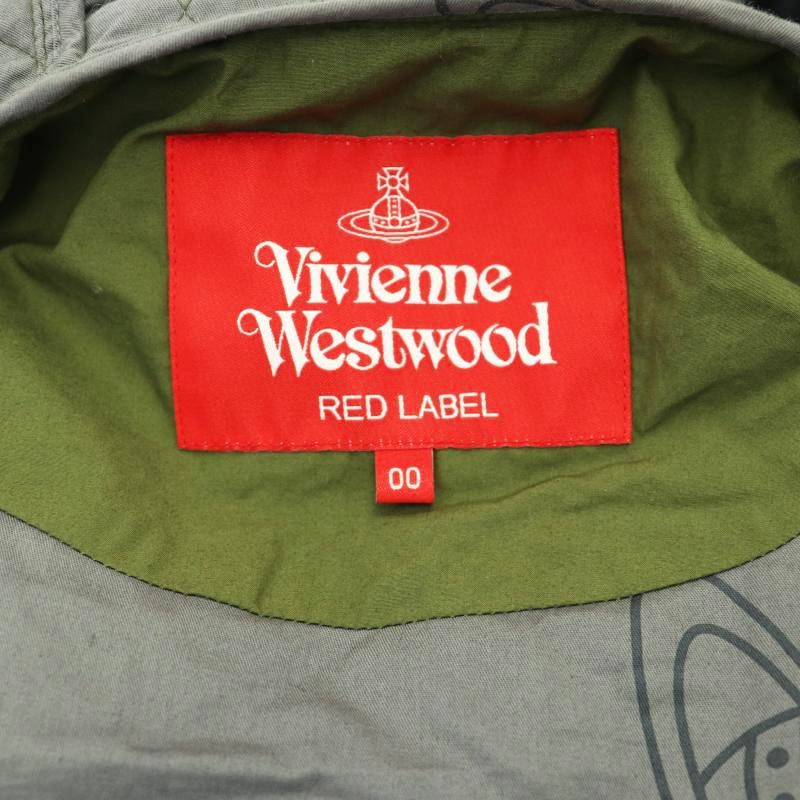 Vivienne
Westwood
RED LABEL
00